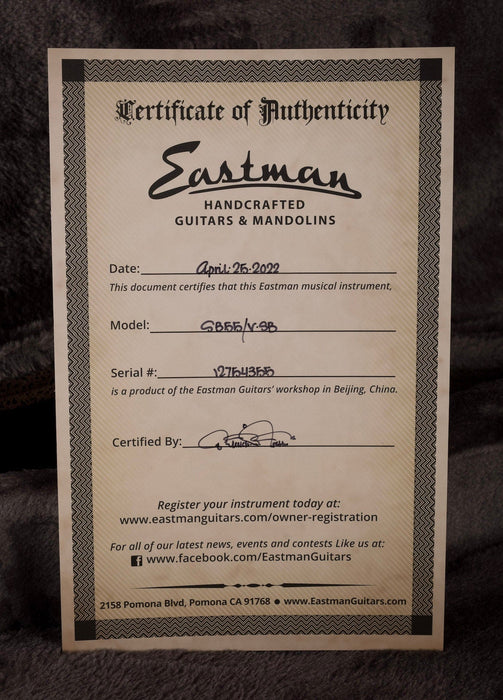 Certificate of Authenticity
Eastman
HANDCRAFTED
GUITARS & MANDOLINS
Date: April·25·2022
This document certifies that this Eastman musical instrument,
Model: SB55/V-SB
Serial #: 12754355
is a product of the Eastman Guitars' workshop in Beijing, China.
Certified By:
Register your instrument today at:
www.eastmanguitars.com/owner-registration
For all of our latest news, events and contests Like us at:
f www.facebook.com/EastmanGuitars
2158 Pomona Blvd, Pomona CA 91768 ● www.EastmanGuitars.com